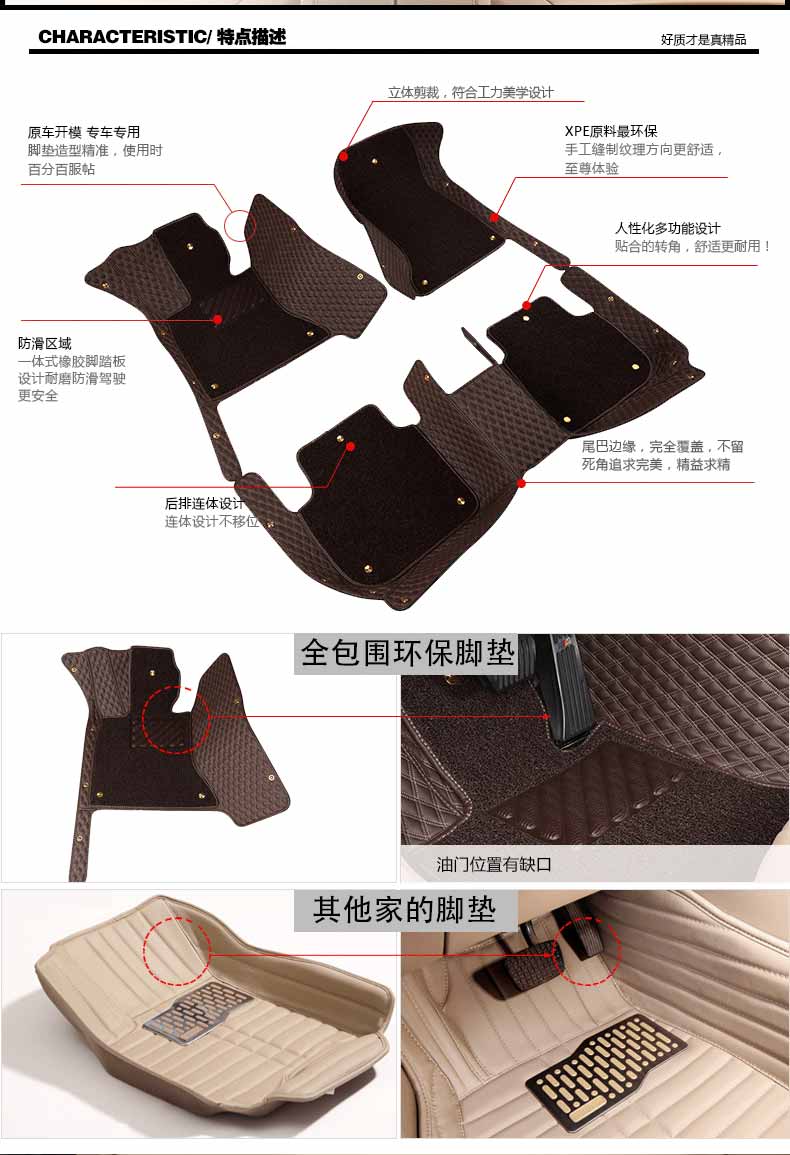 CHARACTERISTIC/ 特点描述
好质才是真精品
立体剪裁，符合工力美学设计
原车开模 专车专用
脚垫造型精准，使用时
百分百服帖
XPE原料最环保
手工缝制纹理方向更舒适，
至尊体验
人性化多功能设计
贴合的转角，舒适更耐用！
防滑区域
一体式橡胶脚踏板
设计耐磨防滑驾驶
更安全
尾巴边缘，完全覆盖，不留
死角追求完美，精益求精
后排连体设计
连体设计不移位
全包围环保脚垫
油门位置有缺口
其他家的脚垫